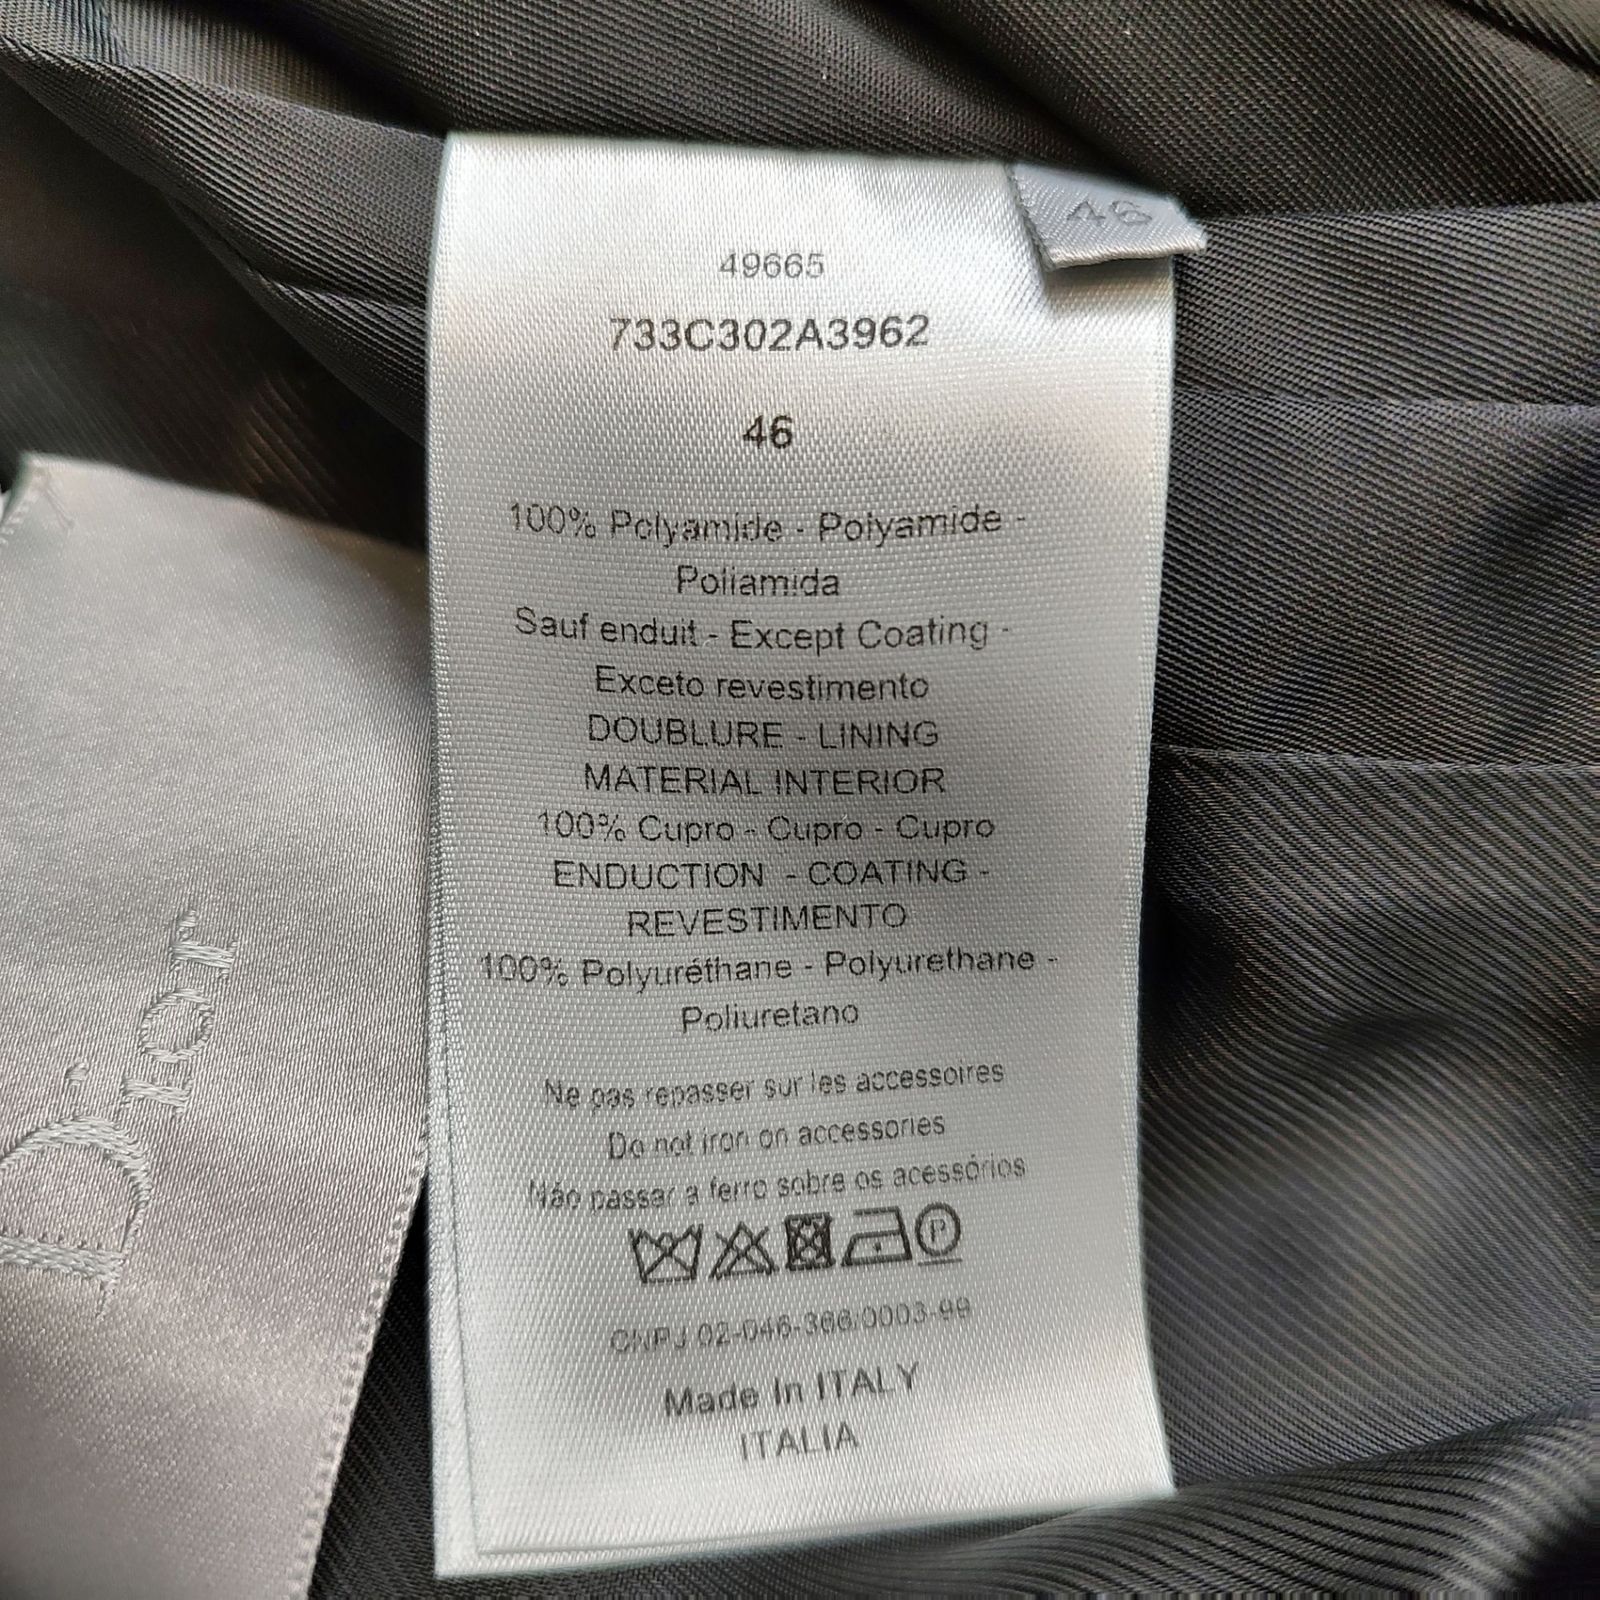 46
49665
733C302A3962
46
100% Polyamide - Polyamide -
Poliamida
Sauf enduit - Except Coating -
Exceto revestimento
DOUBLURE - LINING
MATERIAL INTERIOR
100% Cupro - Cupro - Cupro
ENDUCTION - COATING -
REVESTIMENTO
100% Polyuréthane - Polyurethane -
Poliuretano
Ne pas repasser sur les accessoires
Do not iron on accessories
Não passar a ferro sobre os acessórios
P
CNPJ 02-046-366/0003-99
Made In ITALY
ITALIA
Dior